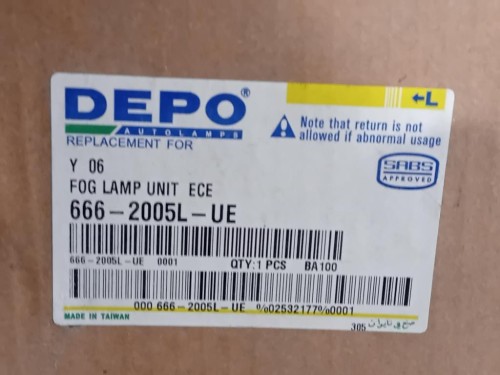 DEPO®
AUTOLAMPS
REPLACEMENT FOR
←L
Note that return is not
allowed if abnormal usage
SABS
APPROVED
Y 06
FOG LAMP UNIT ECE
666-2005L-UE
666-2005L-UE 0001 QTY:1 PCS BA100
000 666-2005L-UE %02532177%0001
MADE IN TAIWAN
305